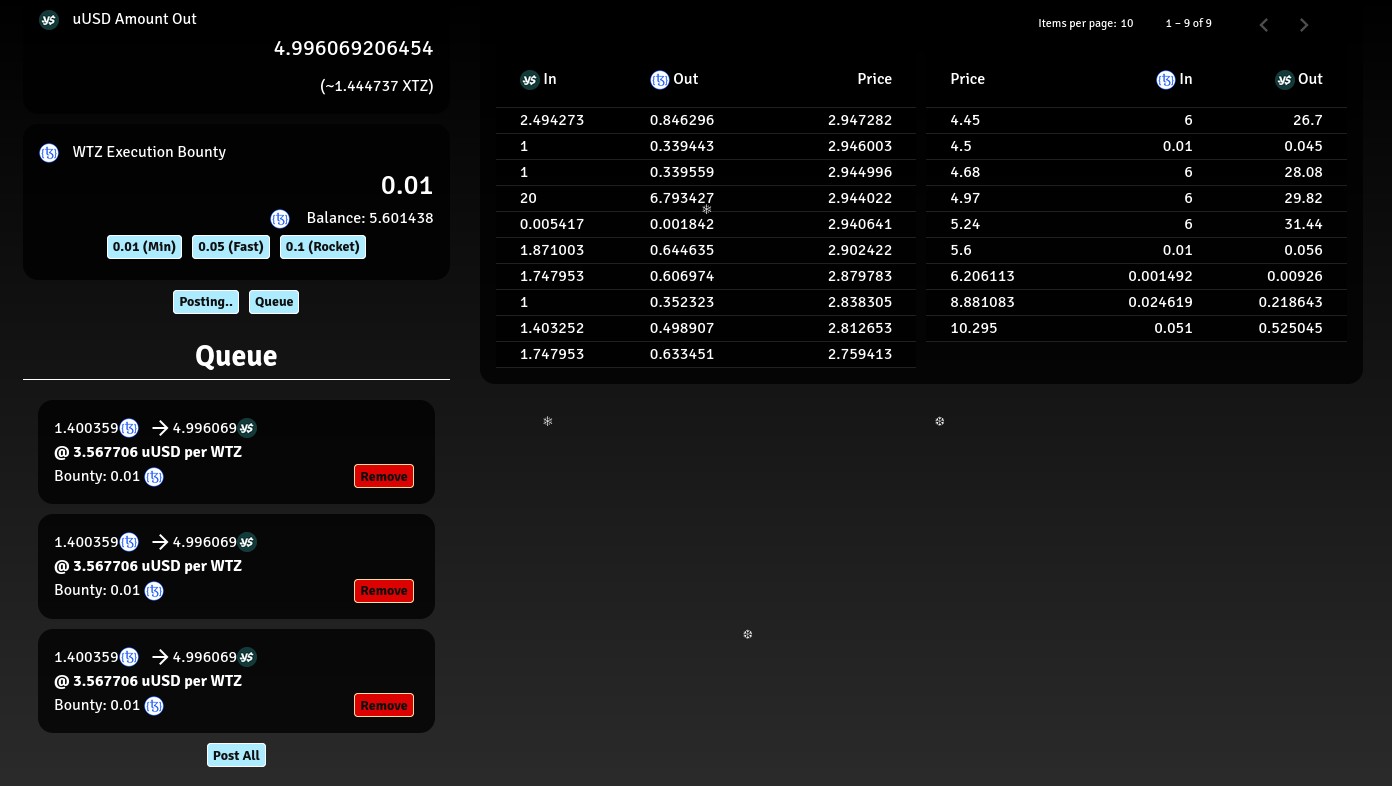 uUSD Amount Out
4.996069206454
(~1.444737 XTZ)
WTZ Execution Bounty
0.01
Balance: 5.601438
0.01 (Min) 0.05 (Fast) 0.1 (Rocket)
Posting.. Queue
Queue
1.400359 → 4.996069
@ 3.567706 uUSD per WTZ
Bounty: 0.01
Remove
1.400359 → 4.996069
@ 3.567706 uUSD per WTZ
Bounty: 0.01
Remove
1.400359 → 4.996069
@ 3.567706 uUSD per WTZ
Bounty: 0.01
Remove
Post All
Items per page: 10 1 – 9 of 9
In Out Price
2.494273 0.846296 2.947282
1 0.339443 2.946003
1 0.339559 2.944996
20 6.793427 2.944022
0.005417 0.001842 2.940641
1.871003 0.644635 2.902422
1.747953 0.606974 2.879783
1 0.352323 2.838305
1.403252 0.498907 2.812653
1.747953 0.633451 2.759413
Price In Out
4.45 6 26.7
4.5 0.01 0.045
4.68 6 28.08
4.97 6 29.82
5.24 6 31.44
5.6 0.01 0.056
6.206113 0.001492 0.00926
8.881083 0.024619 0.218643
10.295 0.051 0.525045